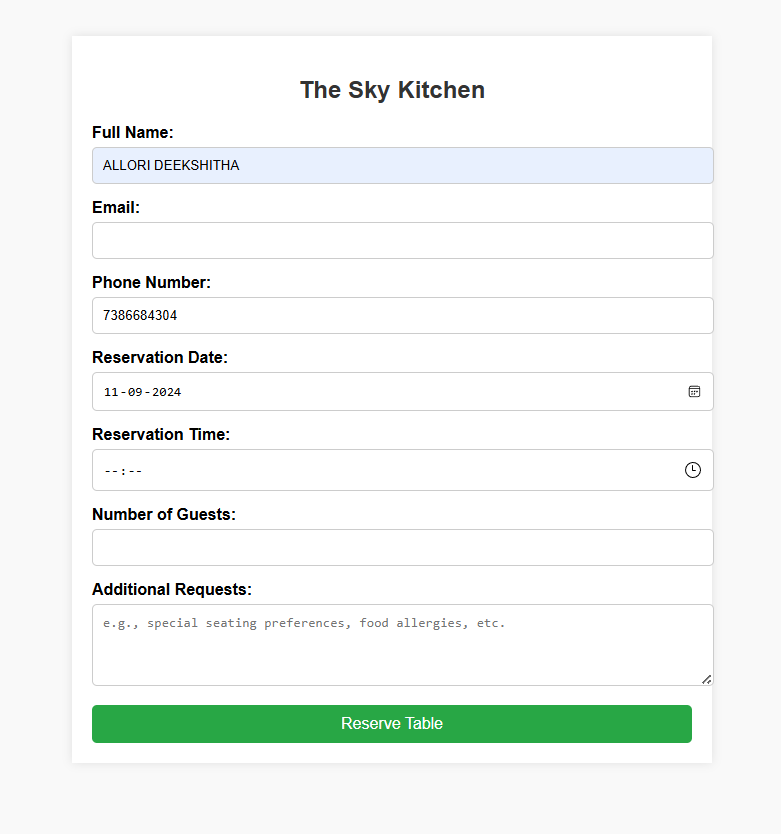 The Sky Kitchen
Full Name:
ALLORI DEEKSHITHA
Email:
Phone Number:
7386684304
Reservation Date:
11-09-2024
Reservation Time:
--:--
Number of Guests:
Additional Requests:
e.g., special seating preferences, food allergies, etc.
Reserve Table